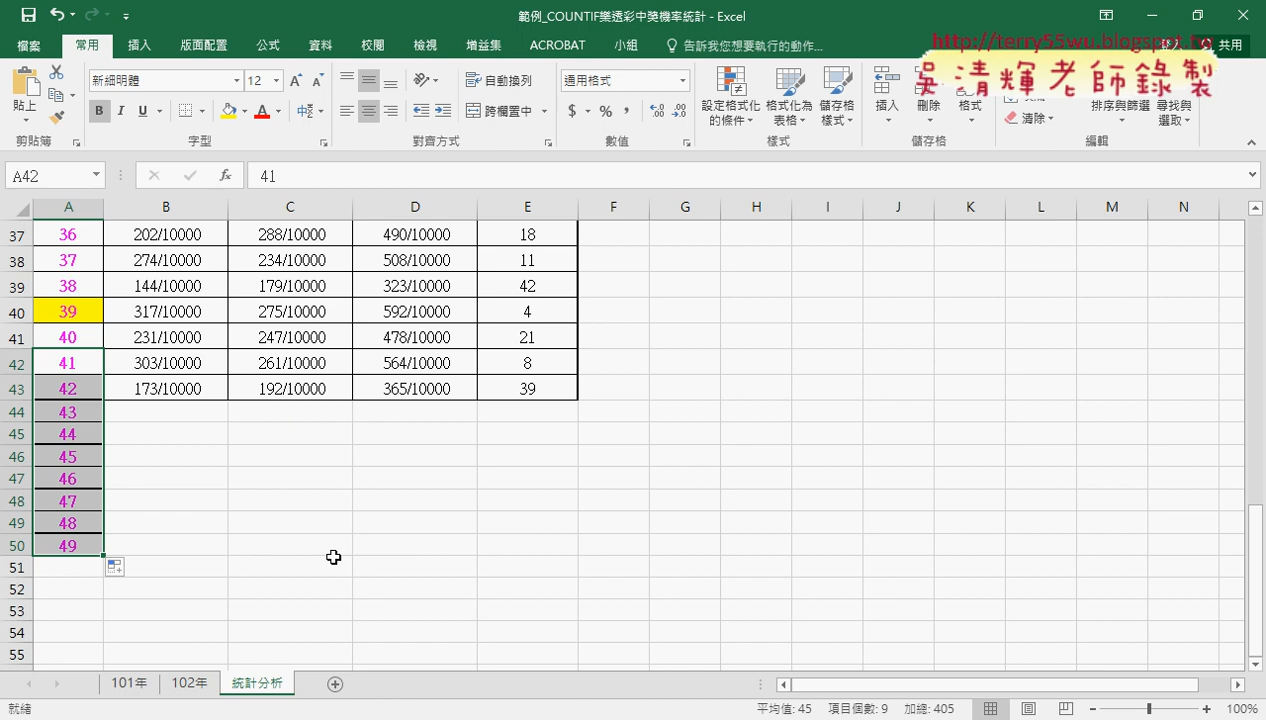 範例_COUNTIF樂透彩中獎機率統計 - Excel
檔案 常用 插入 版面配置 公式 資料 校閱 檢視 增益集 ACROBAT 小組 告訴我您想要執行的動作... 共用
http://terry55wu.blogspot.
吳清輝老師錄製
貼上 新細明體 12 自動換列 通用格式 設定格式化的條件 格式化為表格 儲存格樣式 插入 刪除 格式 排序與篩選 尋找與選取
B I U 跨欄置中 $ % , 清除
剪貼簿 字型 對齊方式 數值 樣式 儲存格 編輯
A42 fx 41
A B C D E F G H I J K L M N
37 36 202/10000 288/10000 490/10000 18
38 37 274/10000 234/10000 508/10000 11
39 38 144/10000 179/10000 323/10000 42
40 39 317/10000 275/10000 592/10000 4
41 40 231/10000 247/10000 478/10000 21
42 41 303/10000 261/10000 564/10000 8
43 42 173/10000 192/10000 365/10000 39
44 43
45 44
46 45
47 46
48 47
49 48
50 49
51
52
53
54
55
101年 102年 統計分析
就緒 平均值: 45 項目個數: 9 加總: 405 100%